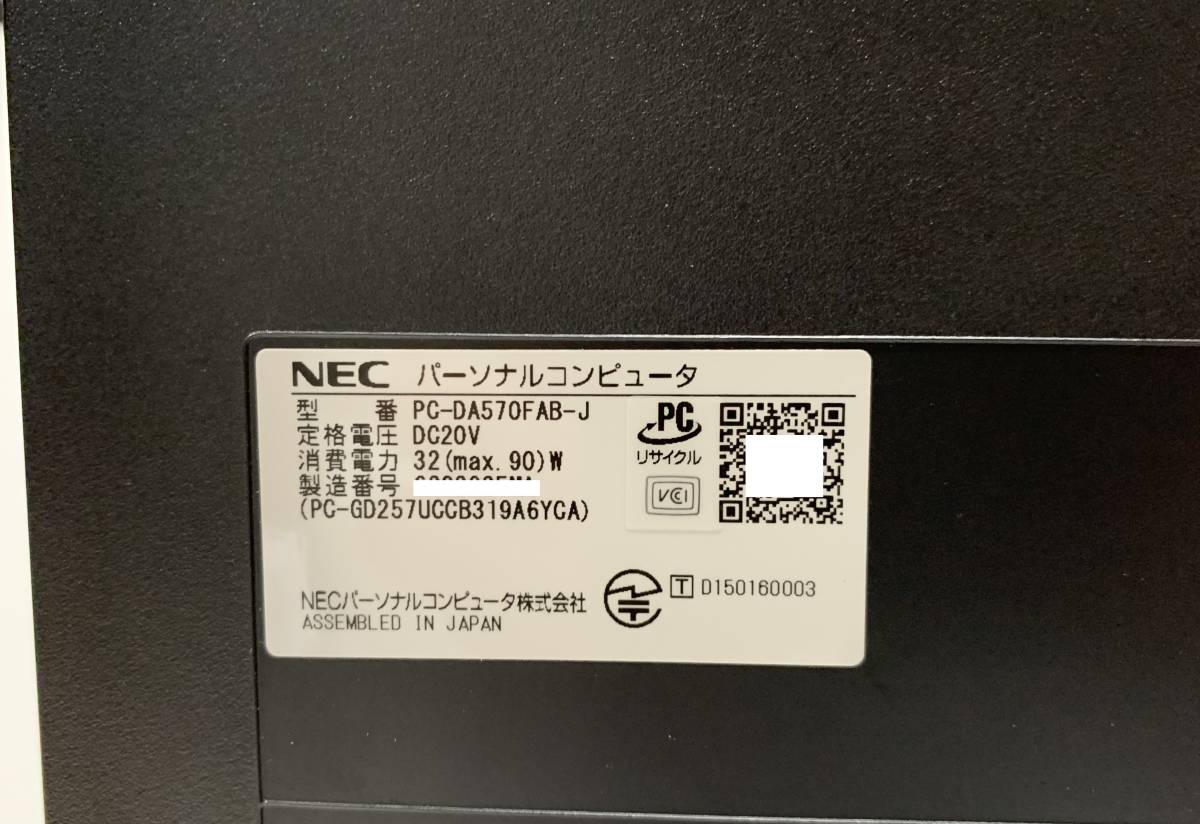 NEC パーソナルコンピュータ
型 番 PC-DA570FAB-J
定格電圧 DC20V
消費電力 32(max.90)W
製造番号
(PC-GD257UCCB319A6YCA)
PC
リサイクル
VCI
NECパーソナルコンピュータ株式会社
ASSEMBLED IN JAPAN
T D150160003